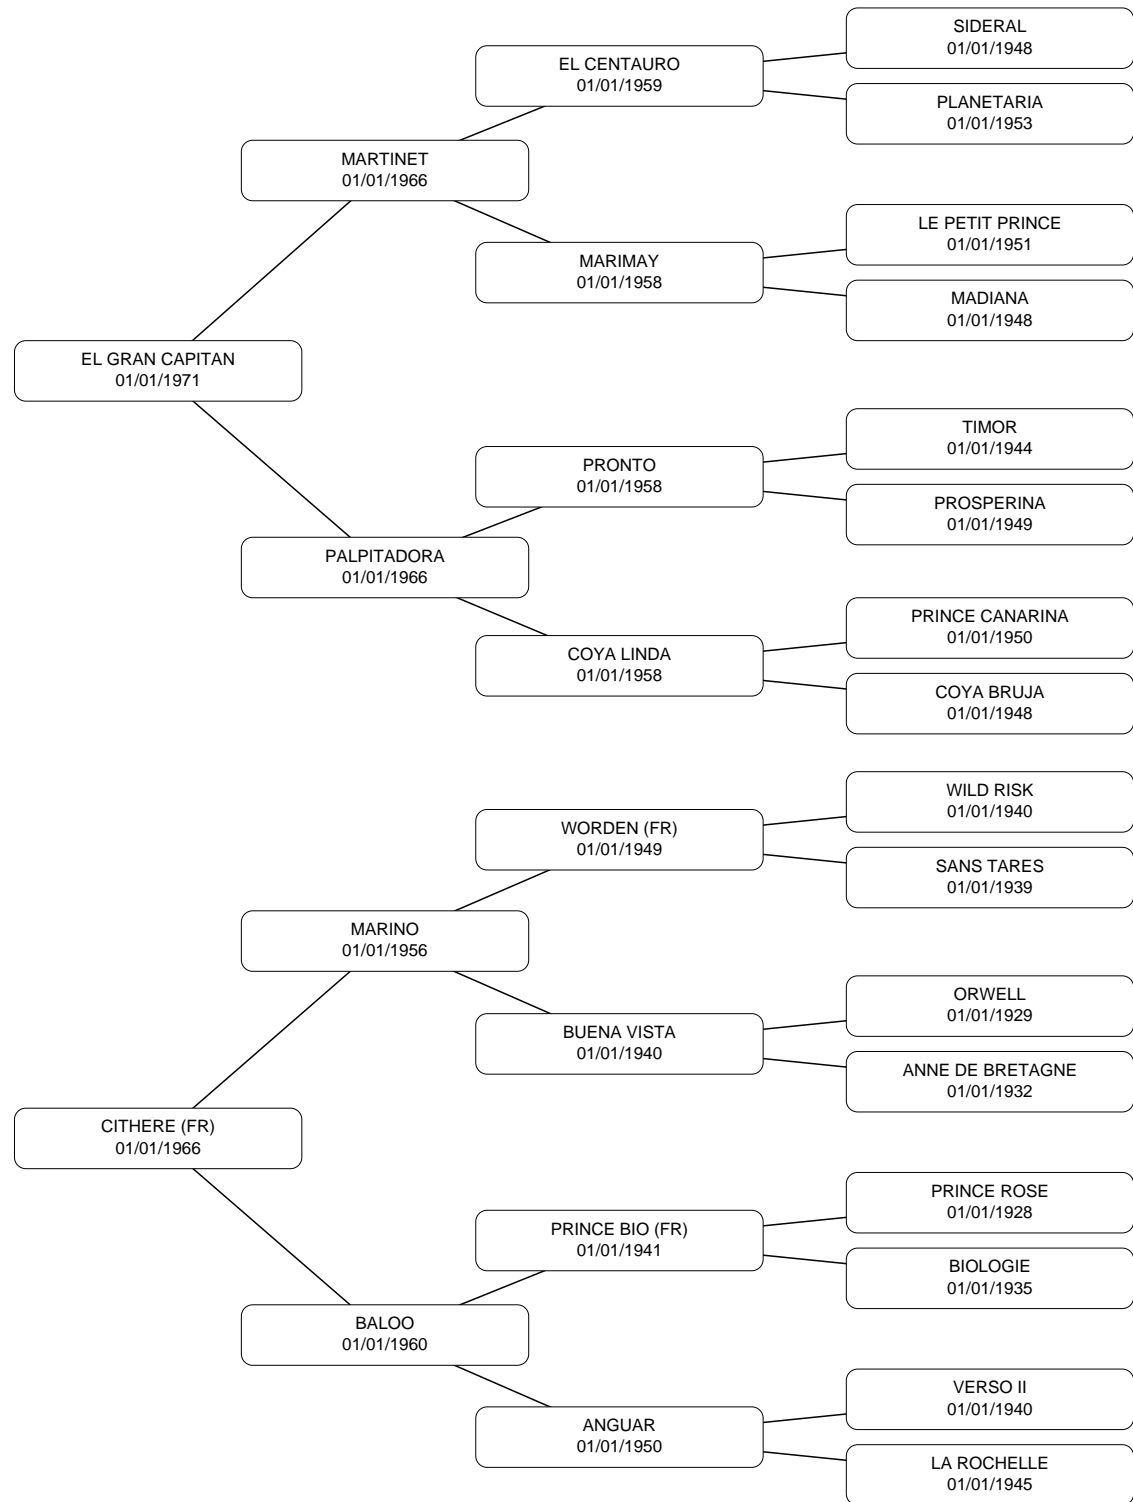 SIDERAL
01/01/1948
EL CENTAURO
01/01/1959
PLANETARIA
01/01/1953
MARTINET
01/01/1966
LE PETIT PRINCE
01/01/1951
MARIMAY
01/01/1958
MADIANA
01/01/1948
EL GRAN CAPITAN
01/01/1971
TIMOR
01/01/1944
PRONTO
01/01/1958
PROSPERINA
01/01/1949
PALPITADORA
01/01/1966
PRINCE CANARINA
01/01/1950
COYA LINDA
01/01/1958
COYA BRUJA
01/01/1948
WILD RISK
01/01/1940
WORDEN (FR)
01/01/1949
SANS TARES
01/01/1939
MARINO
01/01/1956
ORWELL
01/01/1929
BUENA VISTA
01/01/1940
ANNE DE BRETAGNE
01/01/1932
CITHERE (FR)
01/01/1966
PRINCE ROSE
01/01/1928
PRINCE BIO (FR)
01/01/1941
BIOLOGIE
01/01/1935
BALOO
01/01/1960
VERSO II
01/01/1940
ANGUAR
01/01/1950
LA ROCHELLE
01/01/1945